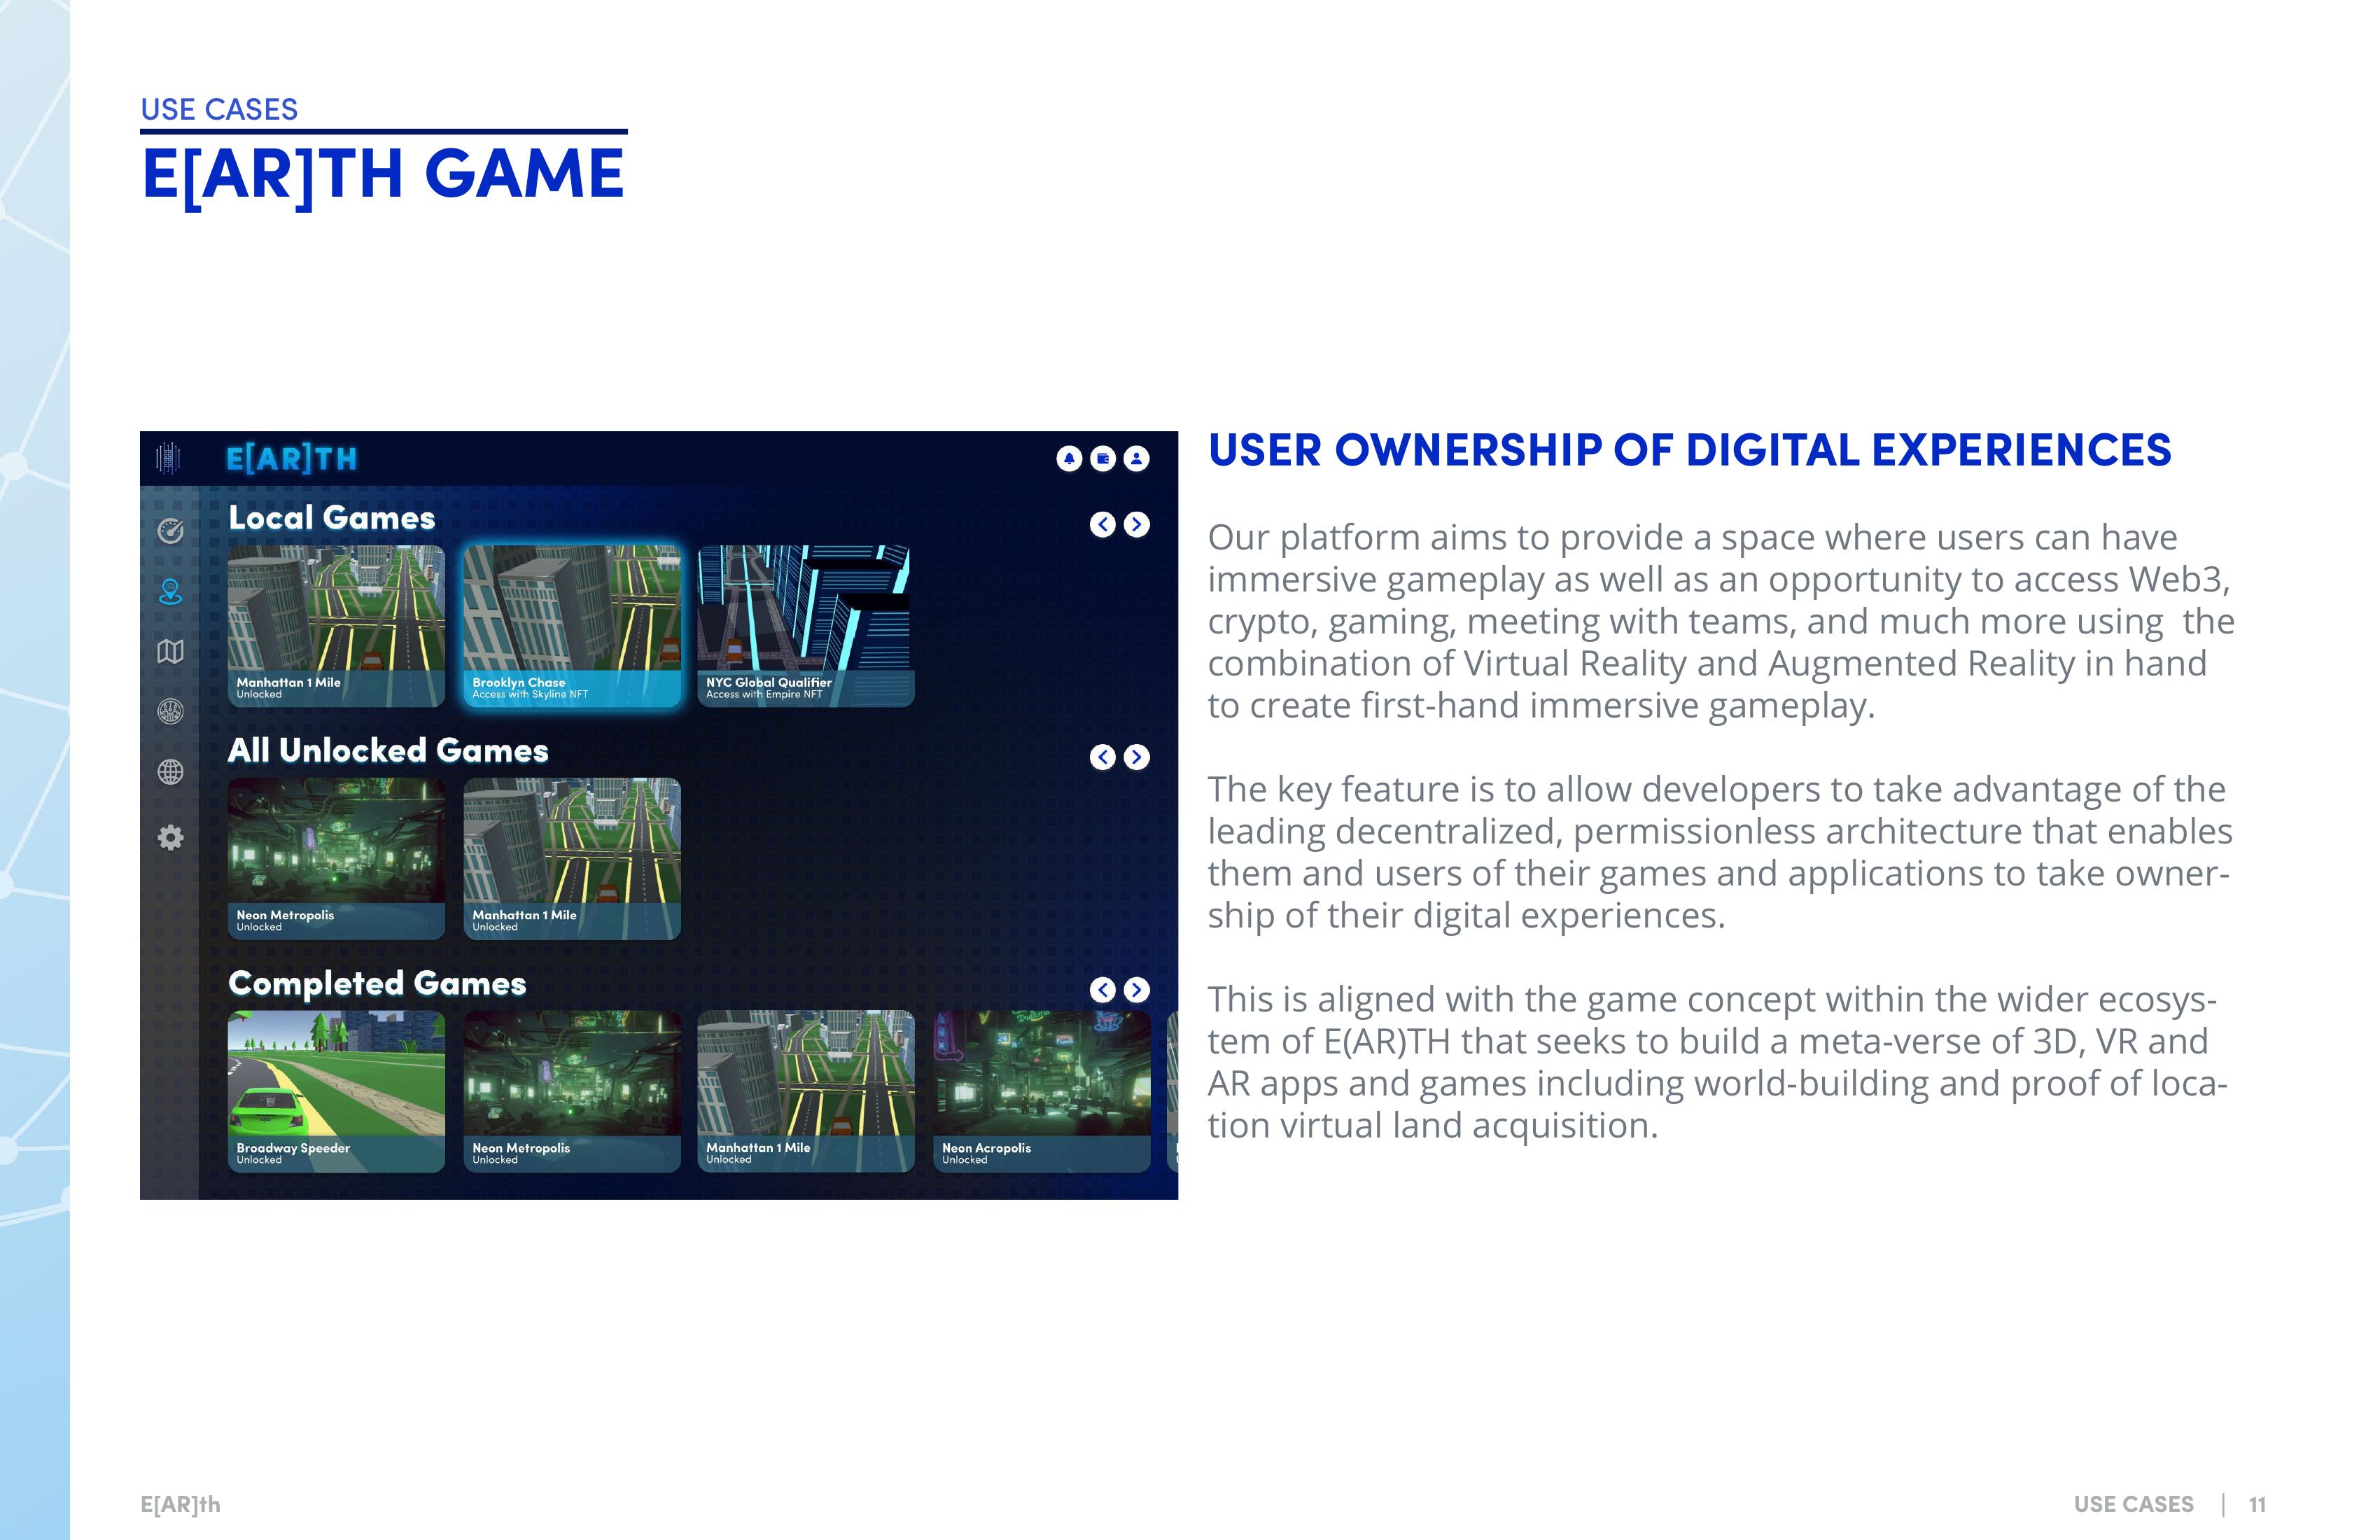 USE CASES
E[AR]TH GAME
E[AR]TH
Local Games
Manhattan 1 Mile
Unlocked
Brooklyn Chase
Access with Skyline NFT
NYC Global Qualifier
Access with Empire NFT
All Unlocked Games
Neon Metropolis
Unlocked
Manhattan 1 Mile
Unlocked
Completed Games
Broadway Speeder
Unlocked
Neon Metropolis
Unlocked
Manhattan 1 Mile
Unlocked
Neon Acropolis
Unlocked
USER OWNERSHIP OF DIGITAL EXPERIENCES
Our platform aims to provide a space where users can have
immersive gameplay as well as an opportunity to access Web3,
crypto, gaming, meeting with teams, and much more using  the
combination of Virtual Reality and Augmented Reality in hand
to create first-hand immersive gameplay.
The key feature is to allow developers to take advantage of the
leading decentralized, permissionless architecture that enables
them and users of their games and applications to take owner-
ship of their digital experiences.
This is aligned with the game concept within the wider ecosys-
tem of E(AR)TH that seeks to build a meta-verse of 3D, VR and
AR apps and games including world-building and proof of loca-
tion virtual land acquisition.
E[AR]th
USE CASES | 11